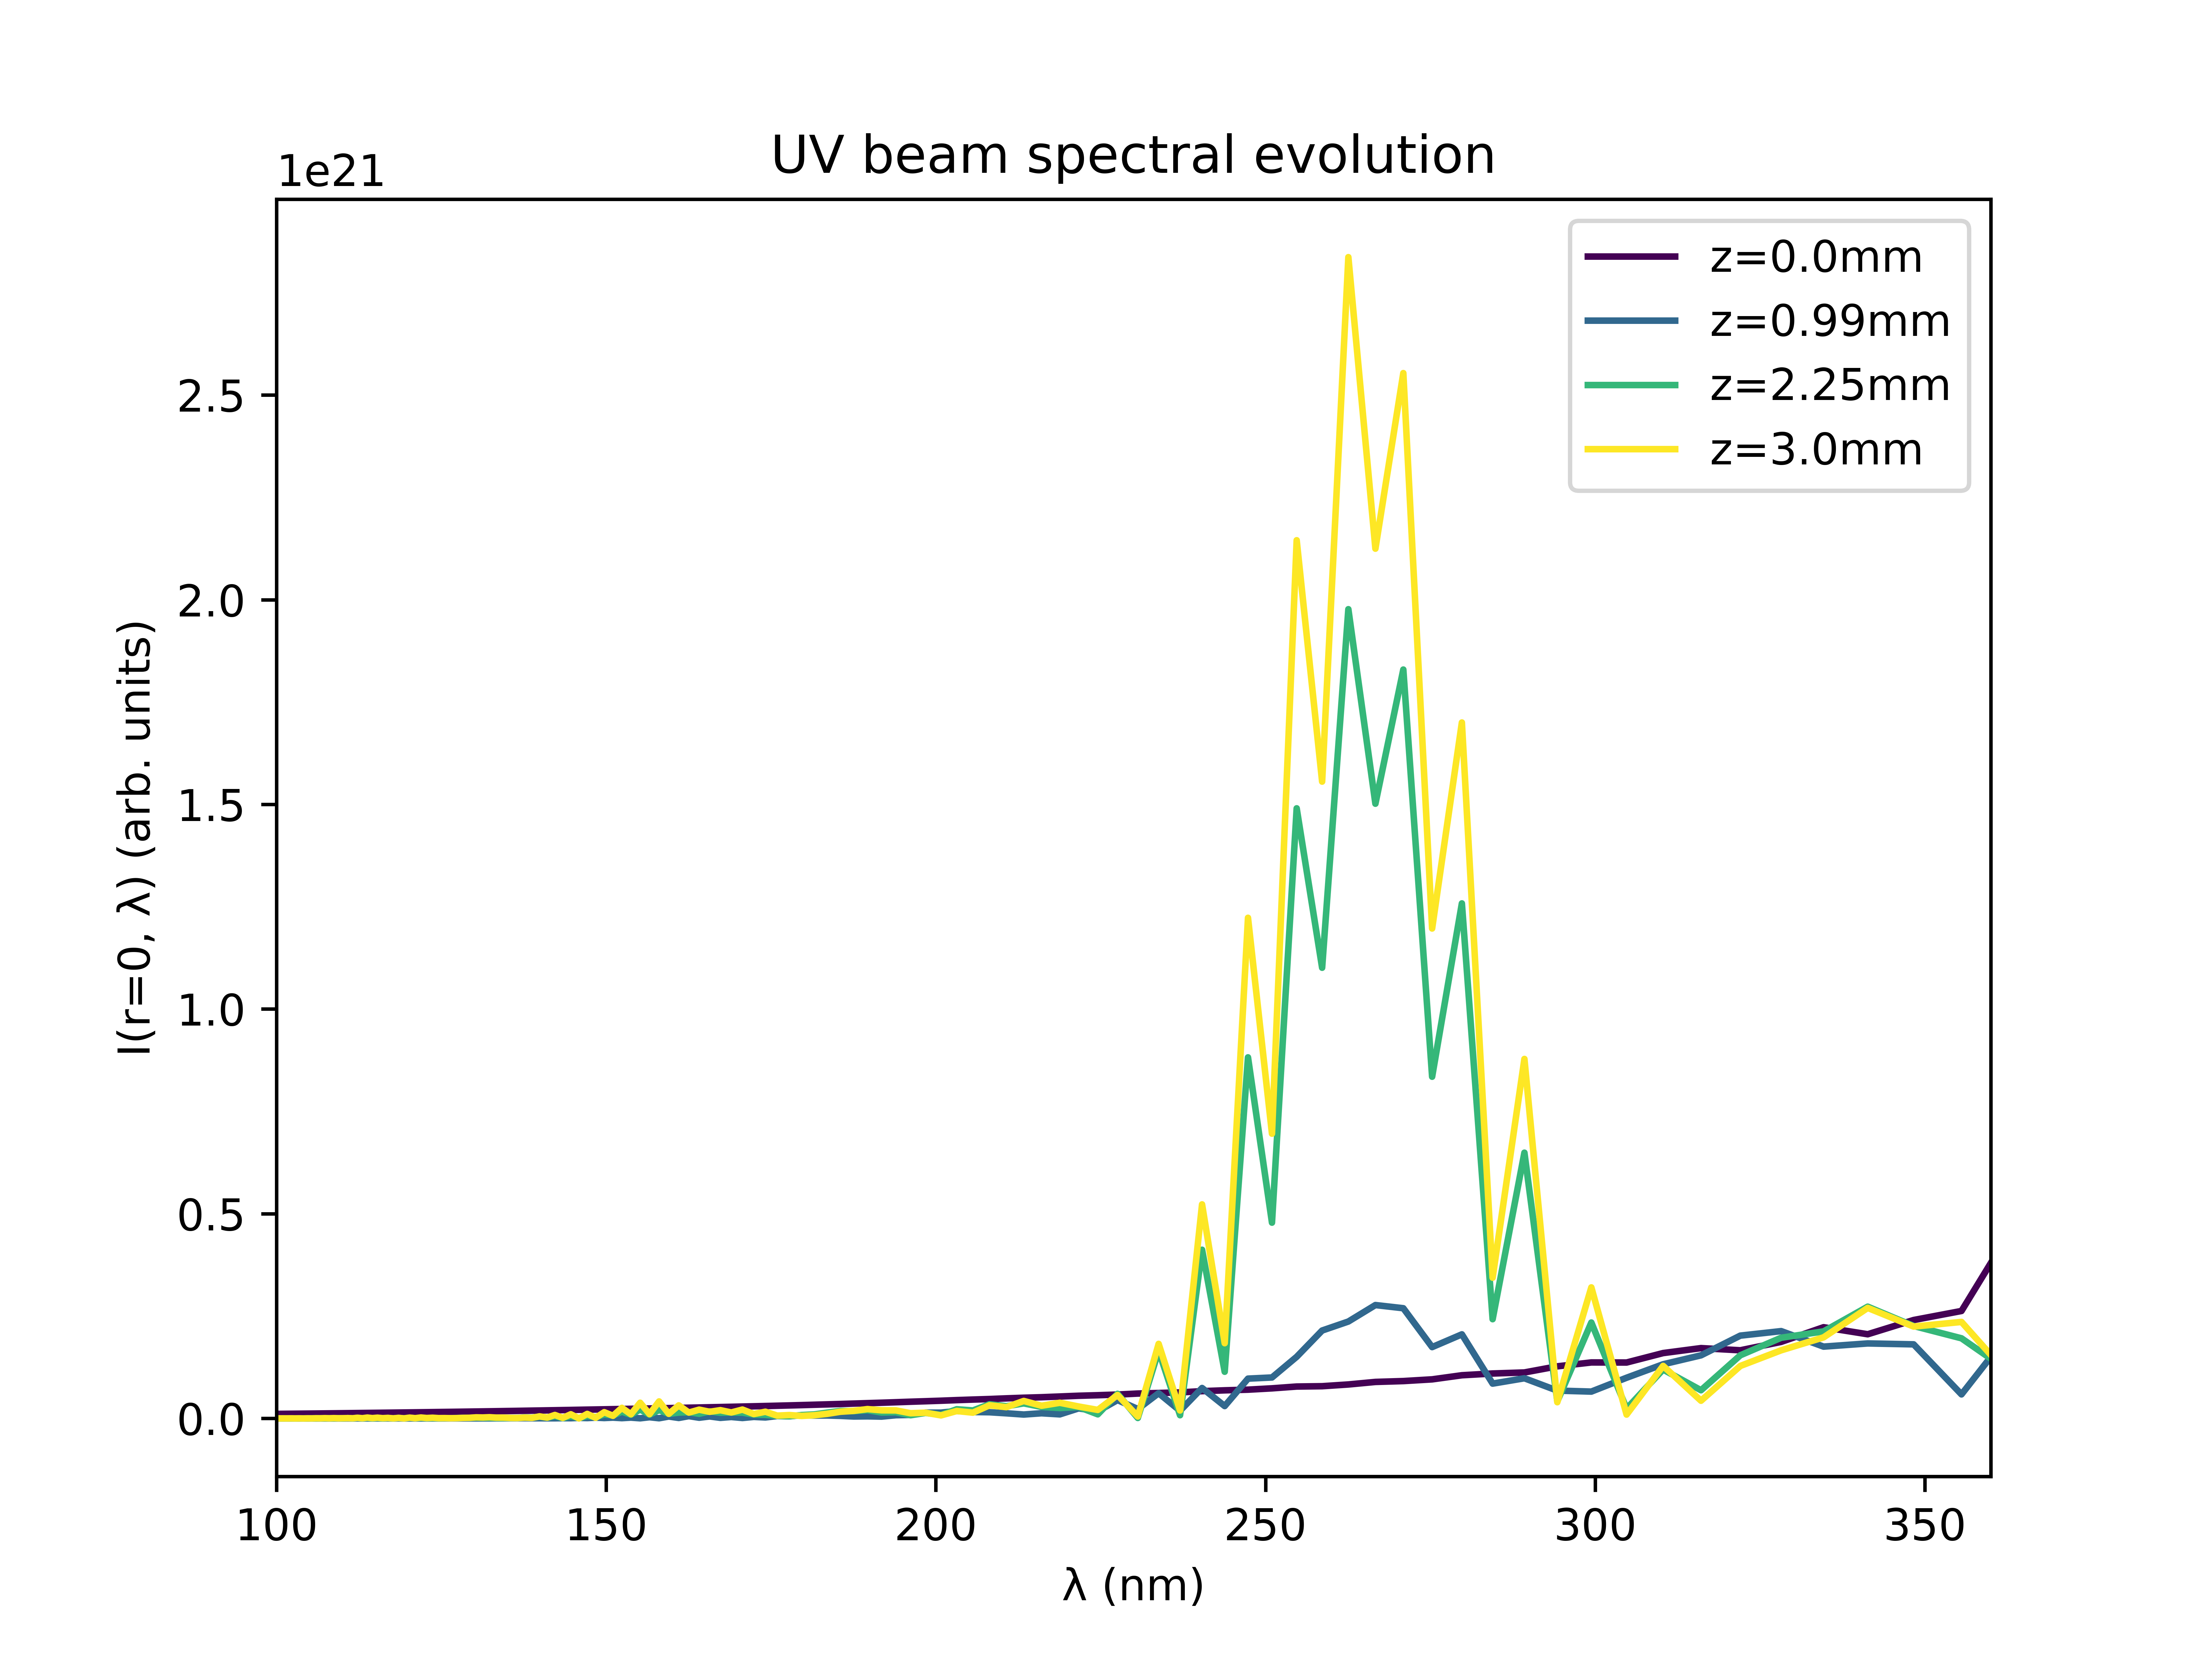 UV beam spectral evolution
1e21
z=0.0mm
z=0.99mm
z=2.25mm
z=3.0mm
2.5
2.0
1.5
1.0
0.5
0.0
I(r=0, λ) (arb. units)
100 150 200 250 300 350
λ (nm)